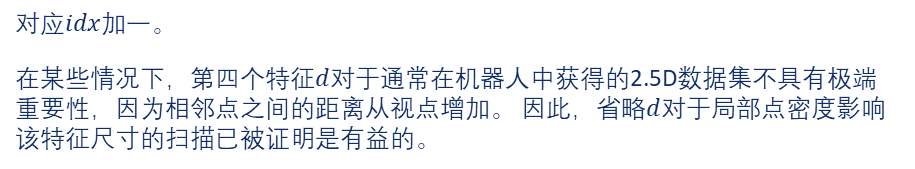 对应idx加一。
在某些情况下，第四个特征d对于通常在机器人中获得的2.5D数据集不具有极端
重要性，因为相邻点之间的距离从视点增加。 因此，省略d对于局部点密度影响
该特征尺寸的扫描已被证明是有益的。